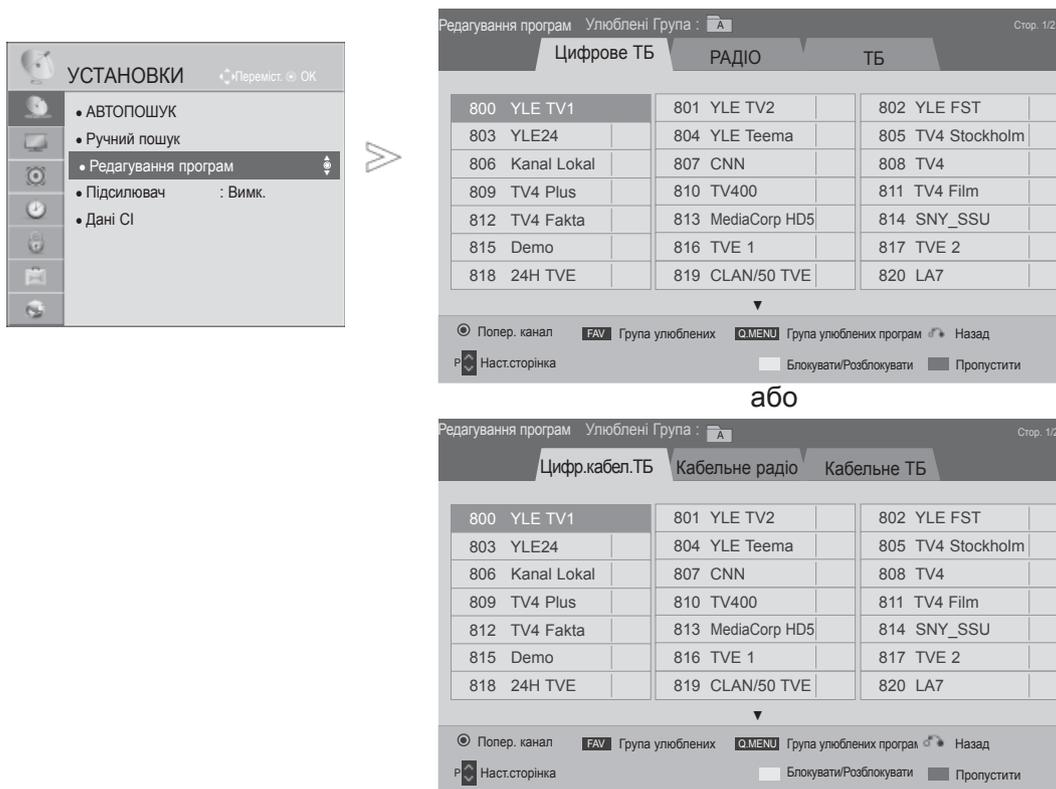 УСТАНОВКИ Переміст. OK
• АВТОПОШУК
• Ручний пошук
• Редагування програм
• Підсилювач : Вимк.
• Дані CI
Редагування програм Улюблені Група : A Стор. 1/2
Цифрове ТБ РАДІО ТБ
800 YLE TV1 801 YLE TV2 802 YLE FST
803 YLE24 804 YLE Teema 805 TV4 Stockholm
806 Kanal Lokal 807 CNN 808 TV4
809 TV4 Plus 810 TV400 811 TV4 Film
812 TV4 Fakta 813 MediaCorp HD5 814 SNY_SSU
815 Demo 816 TVE 1 817 TVE 2
818 24H TVE 819 CLAN/50 TVE 820 LA7
▼
Попер. канал FAV Група улюблених Q.MENU Група улюблених програм Назад
P Наст.сторінка Блокувати/Розблокувати Пропустити
або
Редагування програм Улюблені Група : A Стор. 1/2
Цифр.кабел.ТБ Кабельне радіо Кабельне ТБ
800 YLE TV1 801 YLE TV2 802 YLE FST
803 YLE24 804 YLE Teema 805 TV4 Stockholm
806 Kanal Lokal 807 CNN 808 TV4
809 TV4 Plus 810 TV400 811 TV4 Film
812 TV4 Fakta 813 MediaCorp HD5 814 SNY_SSU
815 Demo 816 TVE 1 817 TVE 2
818 24H TVE 819 CLAN/50 TVE 820 LA7
▼
Попер. канал FAV Група улюблених Q.MENU Група улюблених програм Назад
P Наст.сторінка Блокувати/Розблокувати Пропустити